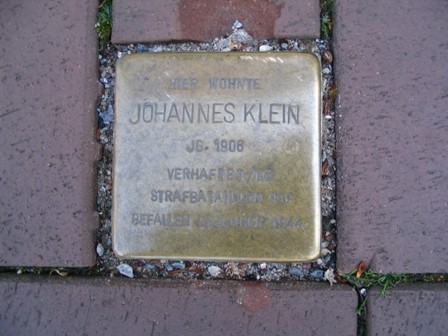 HIER WOHNTE
JOHANNES KLEIN
JG. 1906
VERHAFTET
STRAFBATAILLON 999
GEFALLEN 1944